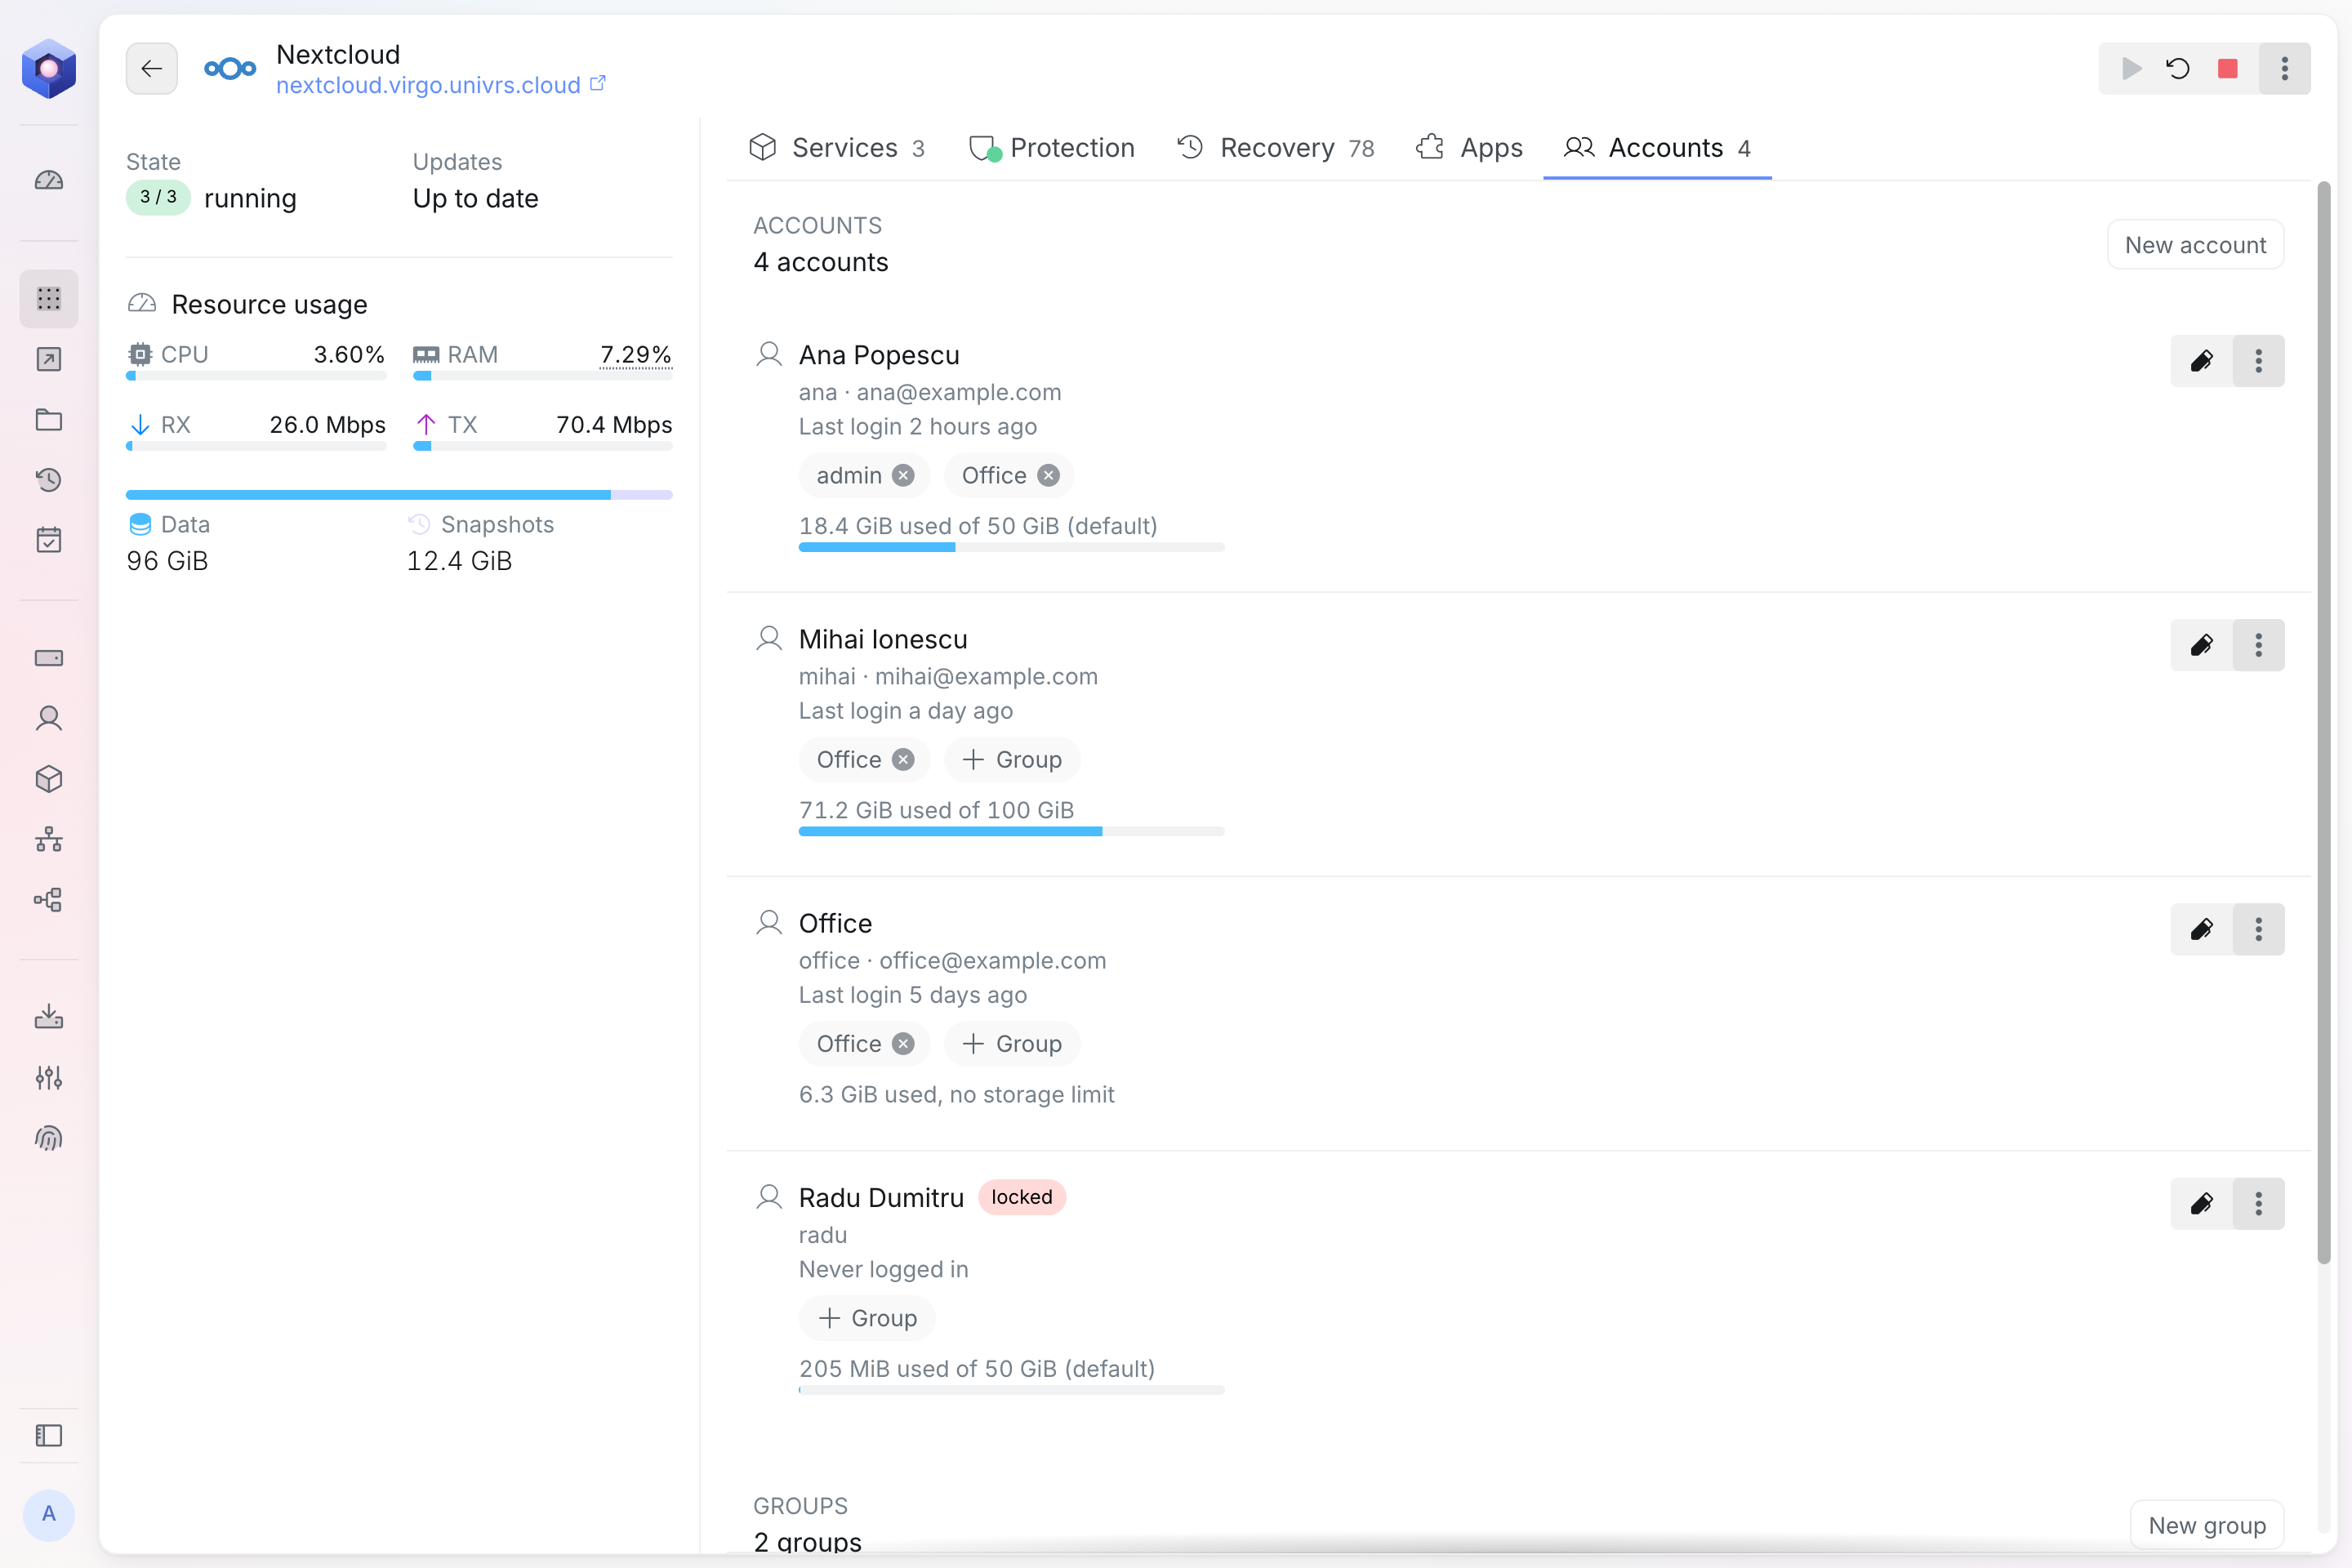 Nextcloud
nextcloud.virgo.univrs.cloud
State
3 / 3 running
Updates
Up to date
Resource usage
CPU 3.60%
RAM 7.29%
RX 26.0 Mbps
TX 70.4 Mbps
Data
96 GiB
Snapshots
12.4 GiB
A
Services 3
Protection
Recovery 78
Apps
Accounts 4
ACCOUNTS
4 accounts
New account
Ana Popescu
ana · ana@example.com
Last login 2 hours ago
admin
Office
18.4 GiB used of 50 GiB (default)
Mihai Ionescu
mihai · mihai@example.com
Last login a day ago
Office
Group
71.2 GiB used of 100 GiB
Office
office · office@example.com
Last login 5 days ago
Office
Group
6.3 GiB used, no storage limit
Radu Dumitru locked
radu
Never logged in
Group
205 MiB used of 50 GiB (default)
GROUPS
2 groups
New group